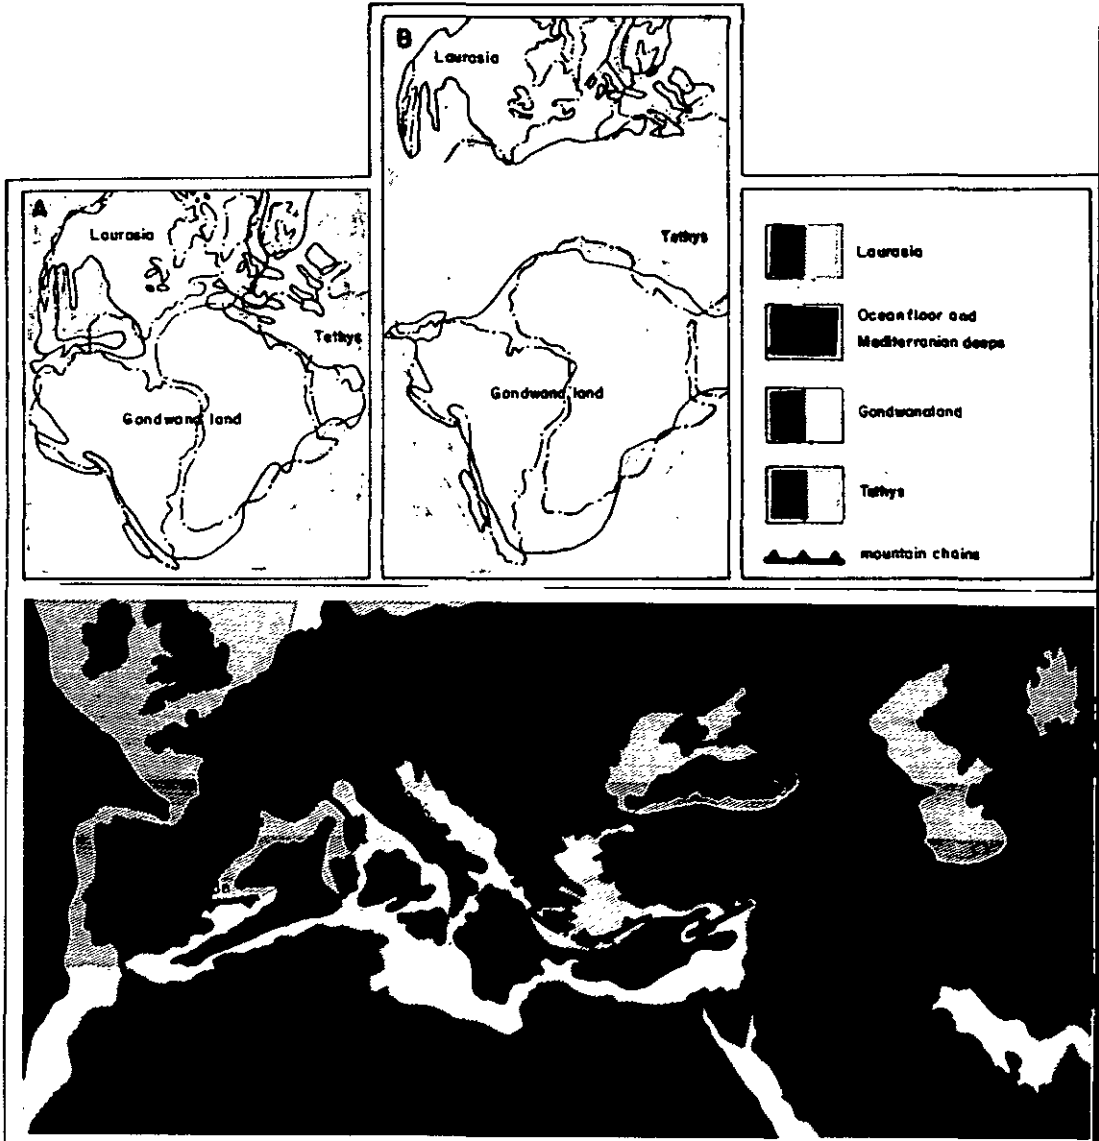 A
Laurasia
Tethys
Gondwana land
B
Laurasia
Tethys
Gondwana land
Laurasia
Ocean floor and
Mediterranian deeps
Gondwanaland
Tethys
mountain chains